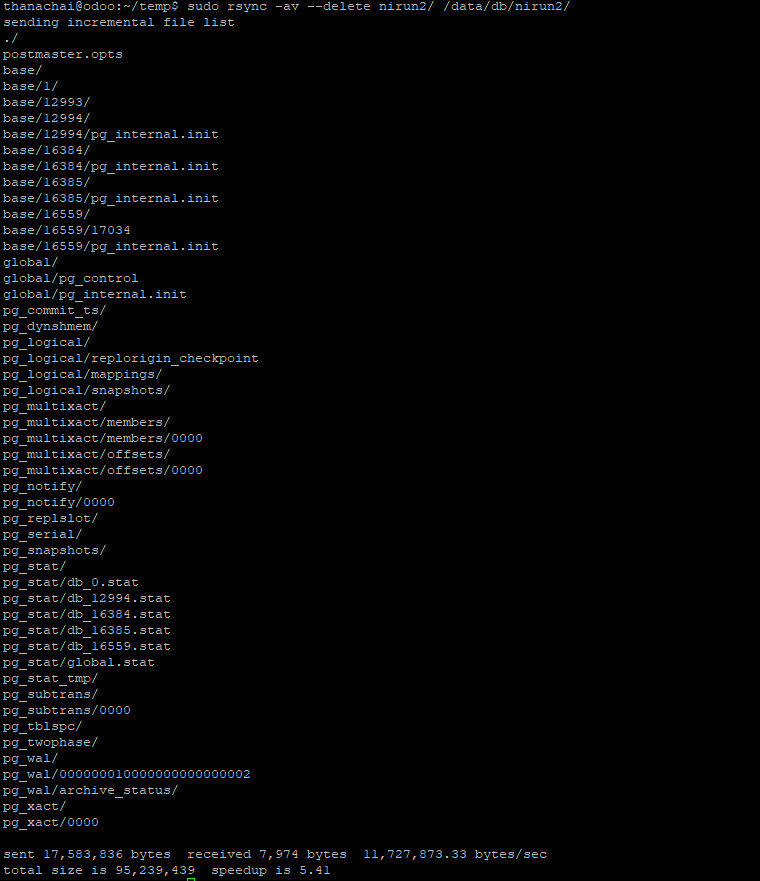 thanachai@odoo:~/temp$ sudo rsync -av --delete nirun2/ /data/db/nirun2/
sending incremental file list
./
postmaster.opts
base/
base/1/
base/12993/
base/12994/
base/12994/pg_internal.init
base/16384/
base/16384/pg_internal.init
base/16385/
base/16385/pg_internal.init
base/16559/
base/16559/17034
base/16559/pg_internal.init
global/
global/pg_control
global/pg_internal.init
pg_commit_ts/
pg_dynshmem/
pg_logical/
pg_logical/replorigin_checkpoint
pg_logical/mappings/
pg_logical/snapshots/
pg_multixact/
pg_multixact/members/
pg_multixact/members/0000
pg_multixact/offsets/
pg_multixact/offsets/0000
pg_notify/
pg_notify/0000
pg_replslot/
pg_serial/
pg_snapshots/
pg_stat/
pg_stat/db_0.stat
pg_stat/db_12994.stat
pg_stat/db_16384.stat
pg_stat/db_16385.stat
pg_stat/db_16559.stat
pg_stat/global.stat
pg_stat_tmp/
pg_subtrans/
pg_subtrans/0000
pg_tblspc/
pg_twophase/
pg_wal/
pg_wal/000000010000000000000002
pg_wal/archive_status/
pg_xact/
pg_xact/0000
sent 17,583,836 bytes  received 7,974 bytes  11,727,873.33 bytes/sec
total size is 95,239,439  speedup is 5.41